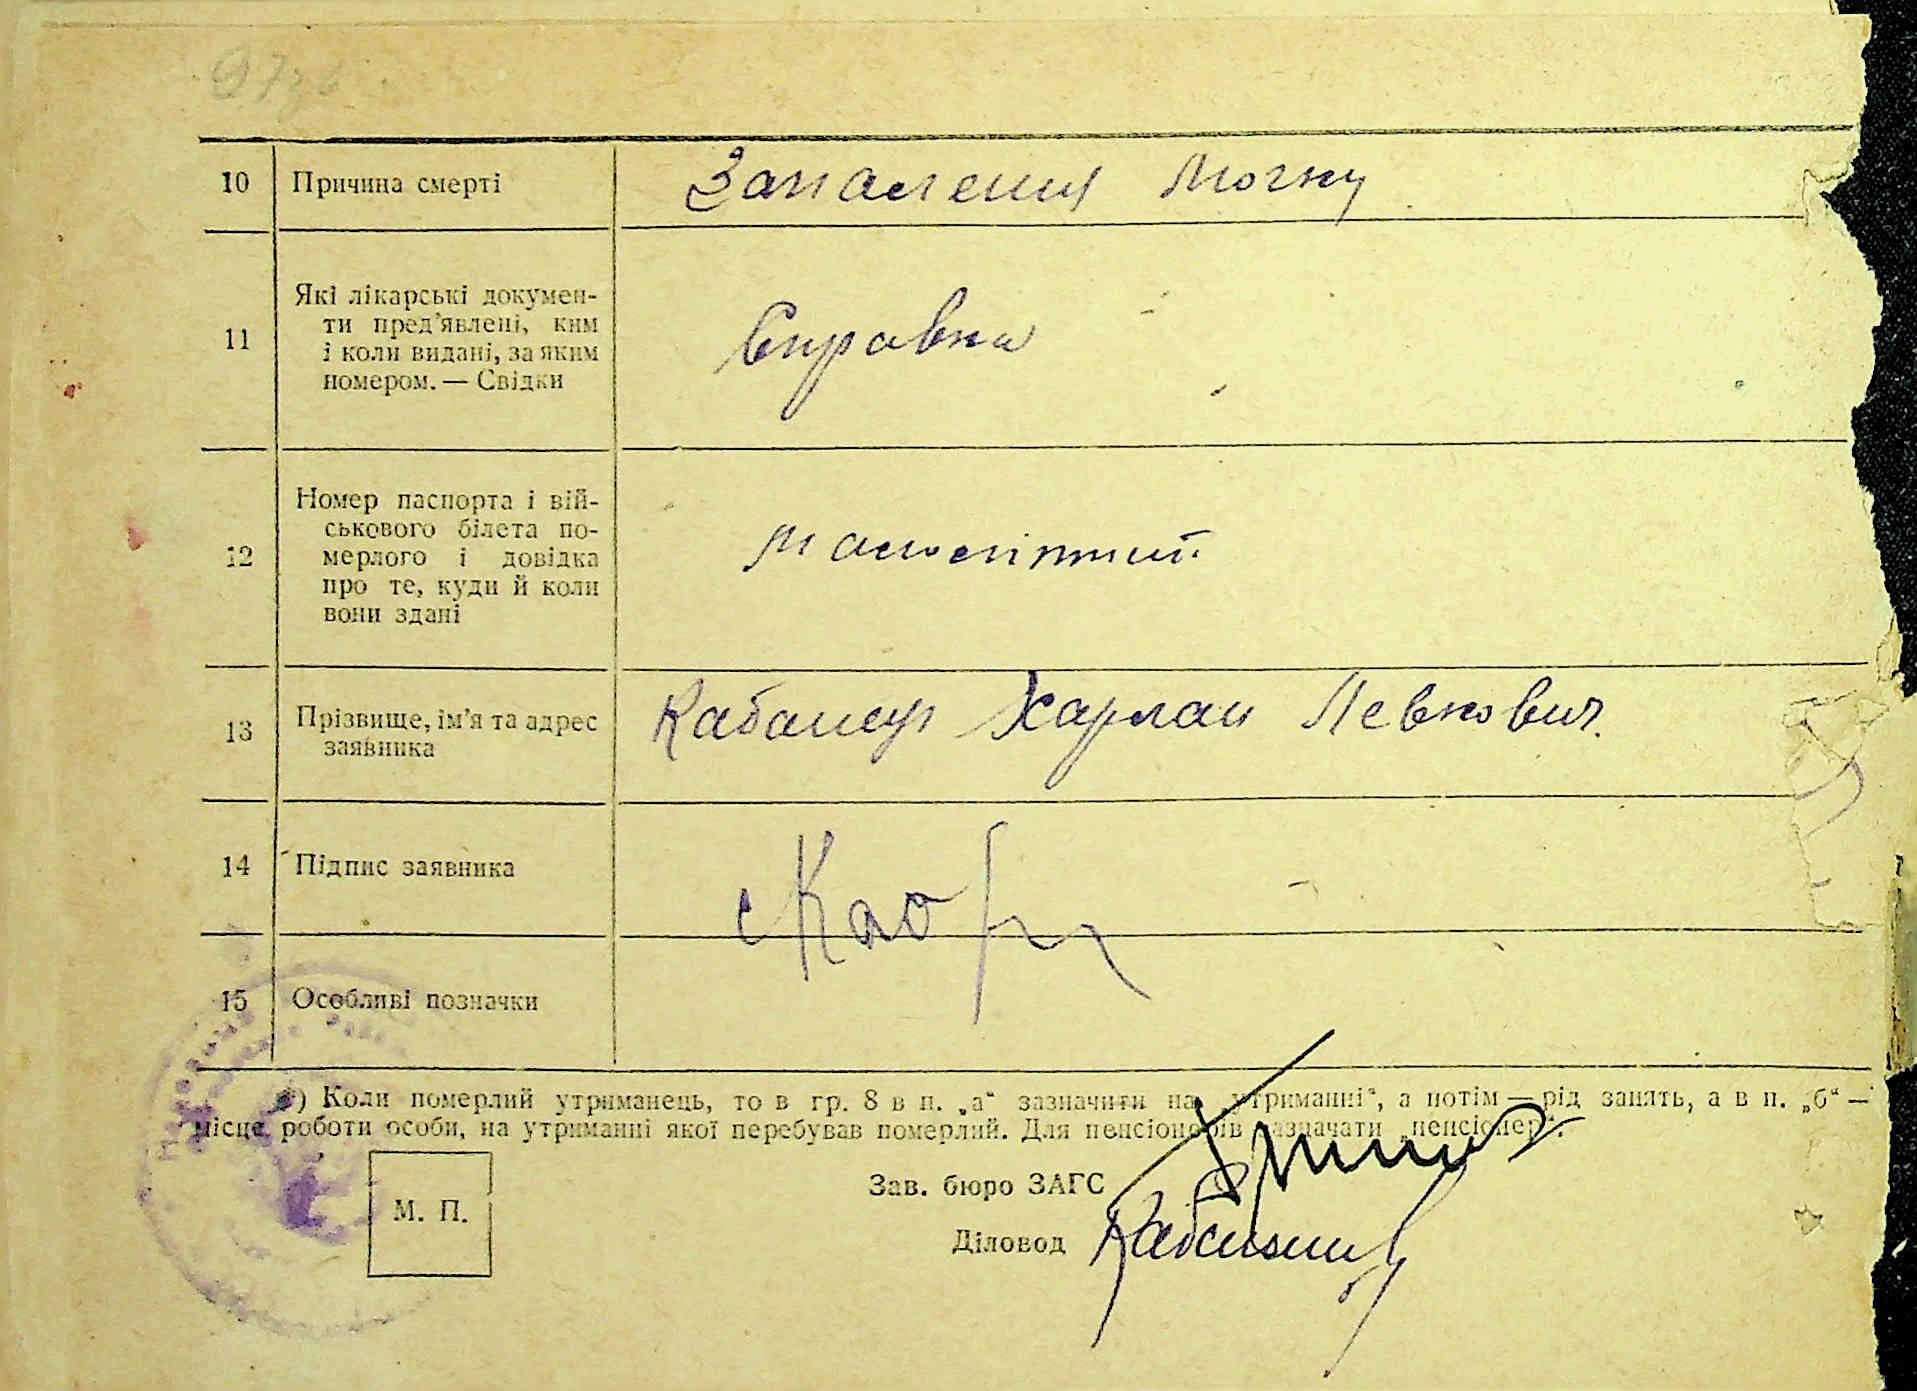 10 Причина смерті Запалення мозку
11 Які лікарські докумен-
ти пред'явлені, ким
і коли видані, за яким
номером. — Свідки
Справка
12 Номер паспорта і вій-
ськового білета по-
мерлого і довідка
про те, куди й коли
вони здані
малолітний
13 Прізвище, ім'я та адрес
заявника
Кабанец Харлан Левкович.
14 Підпис заявника
15 Особливі позначки
*) Коли померлий утриманець, то в гр. 8 в п. „а“ зазначити на утриманні“, а потім — рід занять, а в п. „б“ —
місце роботи особи, на утриманні якої перебував померлий. Для пенсіонерів зазначати „пенсіонер“.
Зав. бюро ЗАГС
М. П.
Діловод